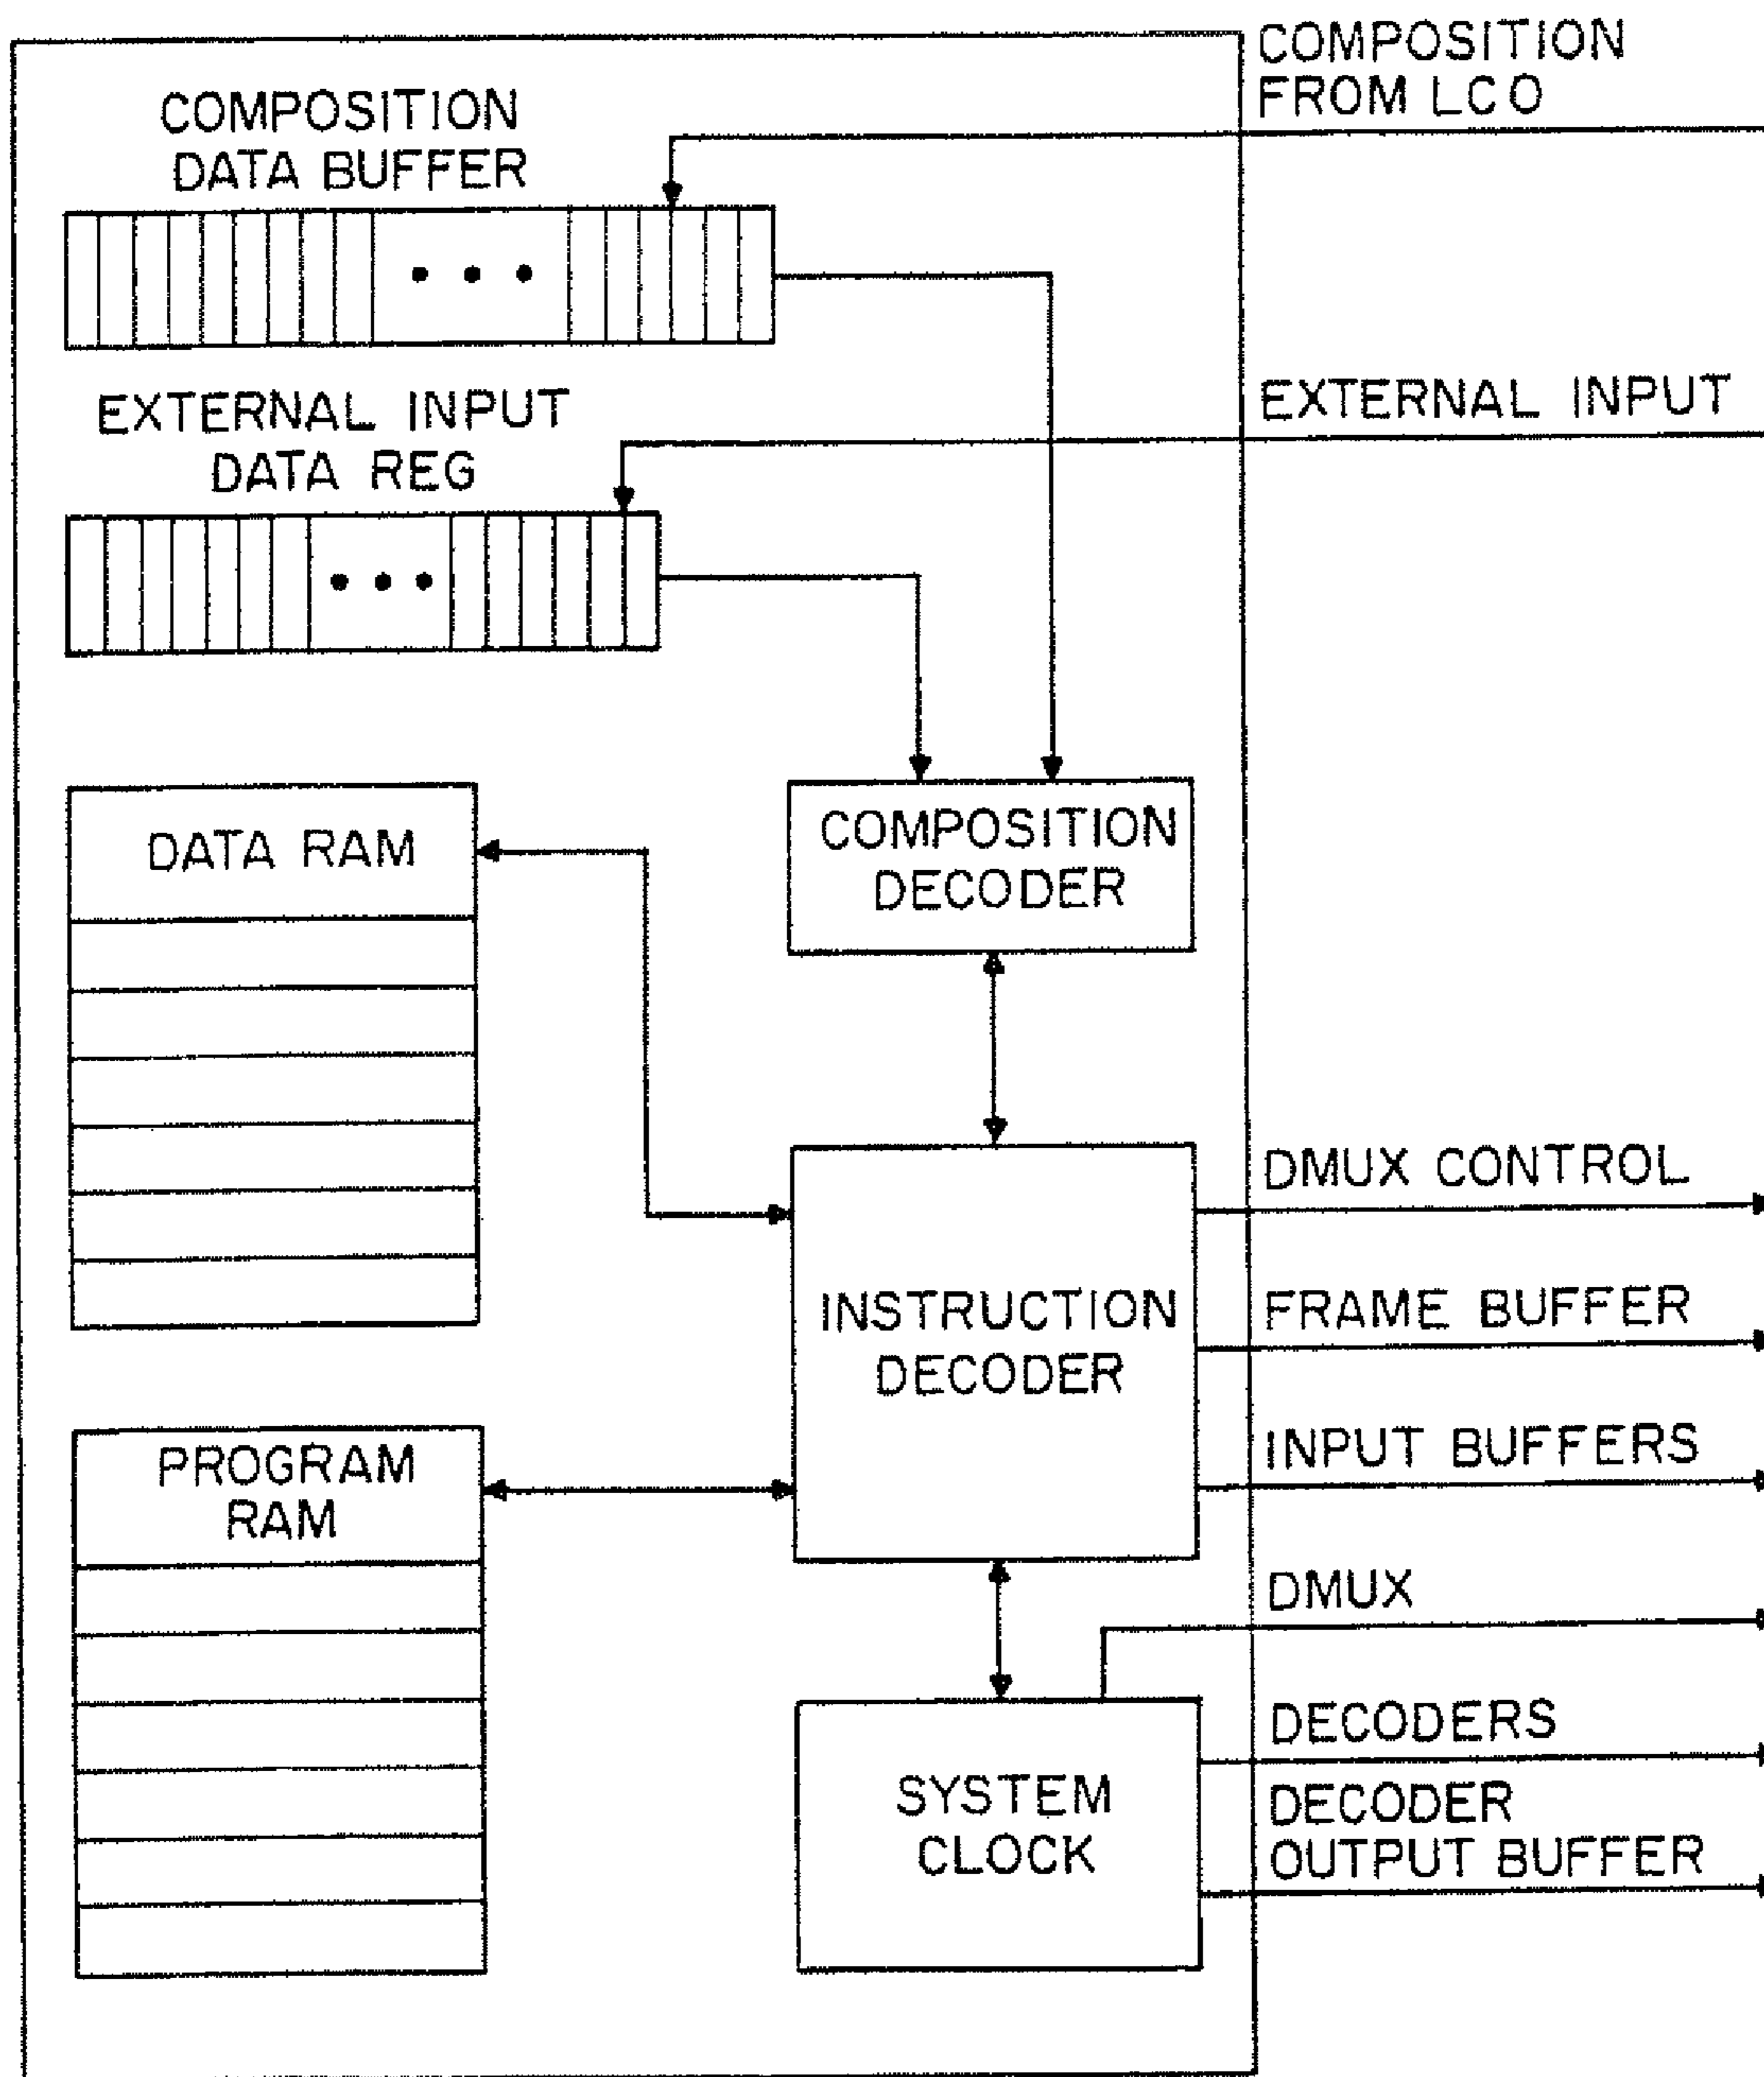 COMPOSITION
FROM LCO
COMPOSITION
DATA BUFFER
EXTERNAL INPUT
EXTERNAL INPUT
DATA REG
DATA RAM
COMPOSITION
DECODER
DMUX CONTROL
INSTRUCTION
DECODER
FRAME BUFFER
INPUT BUFFERS
PROGRAM
RAM
DMUX
DECODERS
SYSTEM
CLOCK
DECODER
OUTPUT BUFFER